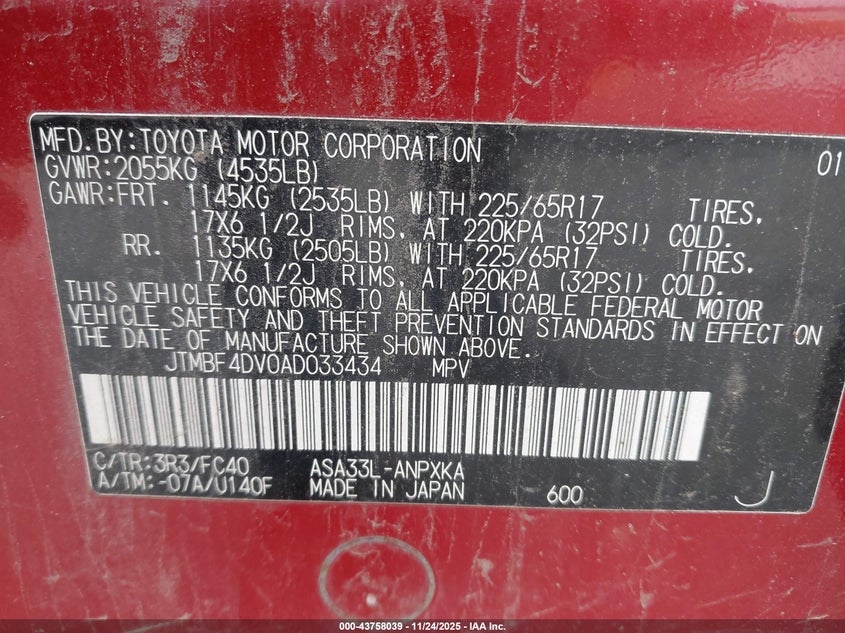 MFD.BY:TOYOTA MOTOR CORPORATION 01
GVWR:2055KG (4535LB)
GAWR:FRT. 1145KG (2535LB) WITH 225/65R17 TIRES,
17X6 1/2J RIMS, AT 220KPA (32PSI) COLD.
RR. 1135KG (2505LB) WITH 225/65R17 TIRES,
17X6 1/2J RIMS, AT 220KPA (32PSI) COLD.
THIS VEHICLE CONFORMS TO ALL APPLICABLE FEDERAL MOTOR
VEHICLE SAFETY AND THEFT PREVENTION STANDARDS IN EFFECT ON
THE DATE OF MANUFACTURE SHOWN ABOVE.
JTMBF4DV0AD033434 MPV
C/TR:3R3/FC40 ASA33L-ANPXKA
A/TM:-07A/U140F MADE IN JAPAN 600 J
000-43758039 - 11/24/2025 - IAA Inc.